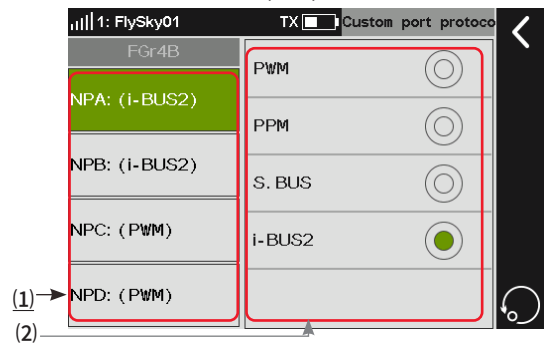 1: FlySky01 TX Custom port protoco
FGr4B
NPA: (i-BUS2)
NPB: (i-BUS2)
NPC: (PWM)
NPD: (PWM)
PWM
PPM
S.BUS
i-BUS2
(1)
(2)